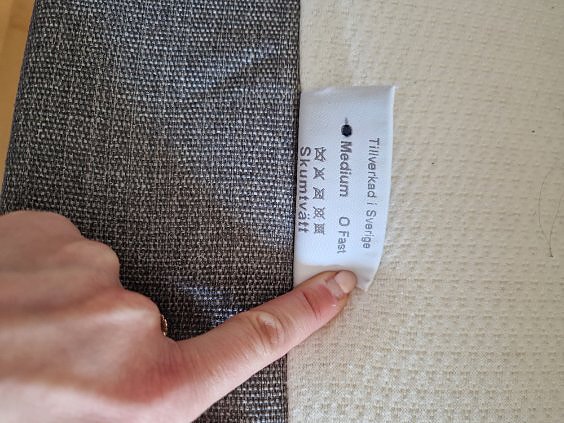 Tillverkad i Sverige
Medium O Fast
Skumtvätt